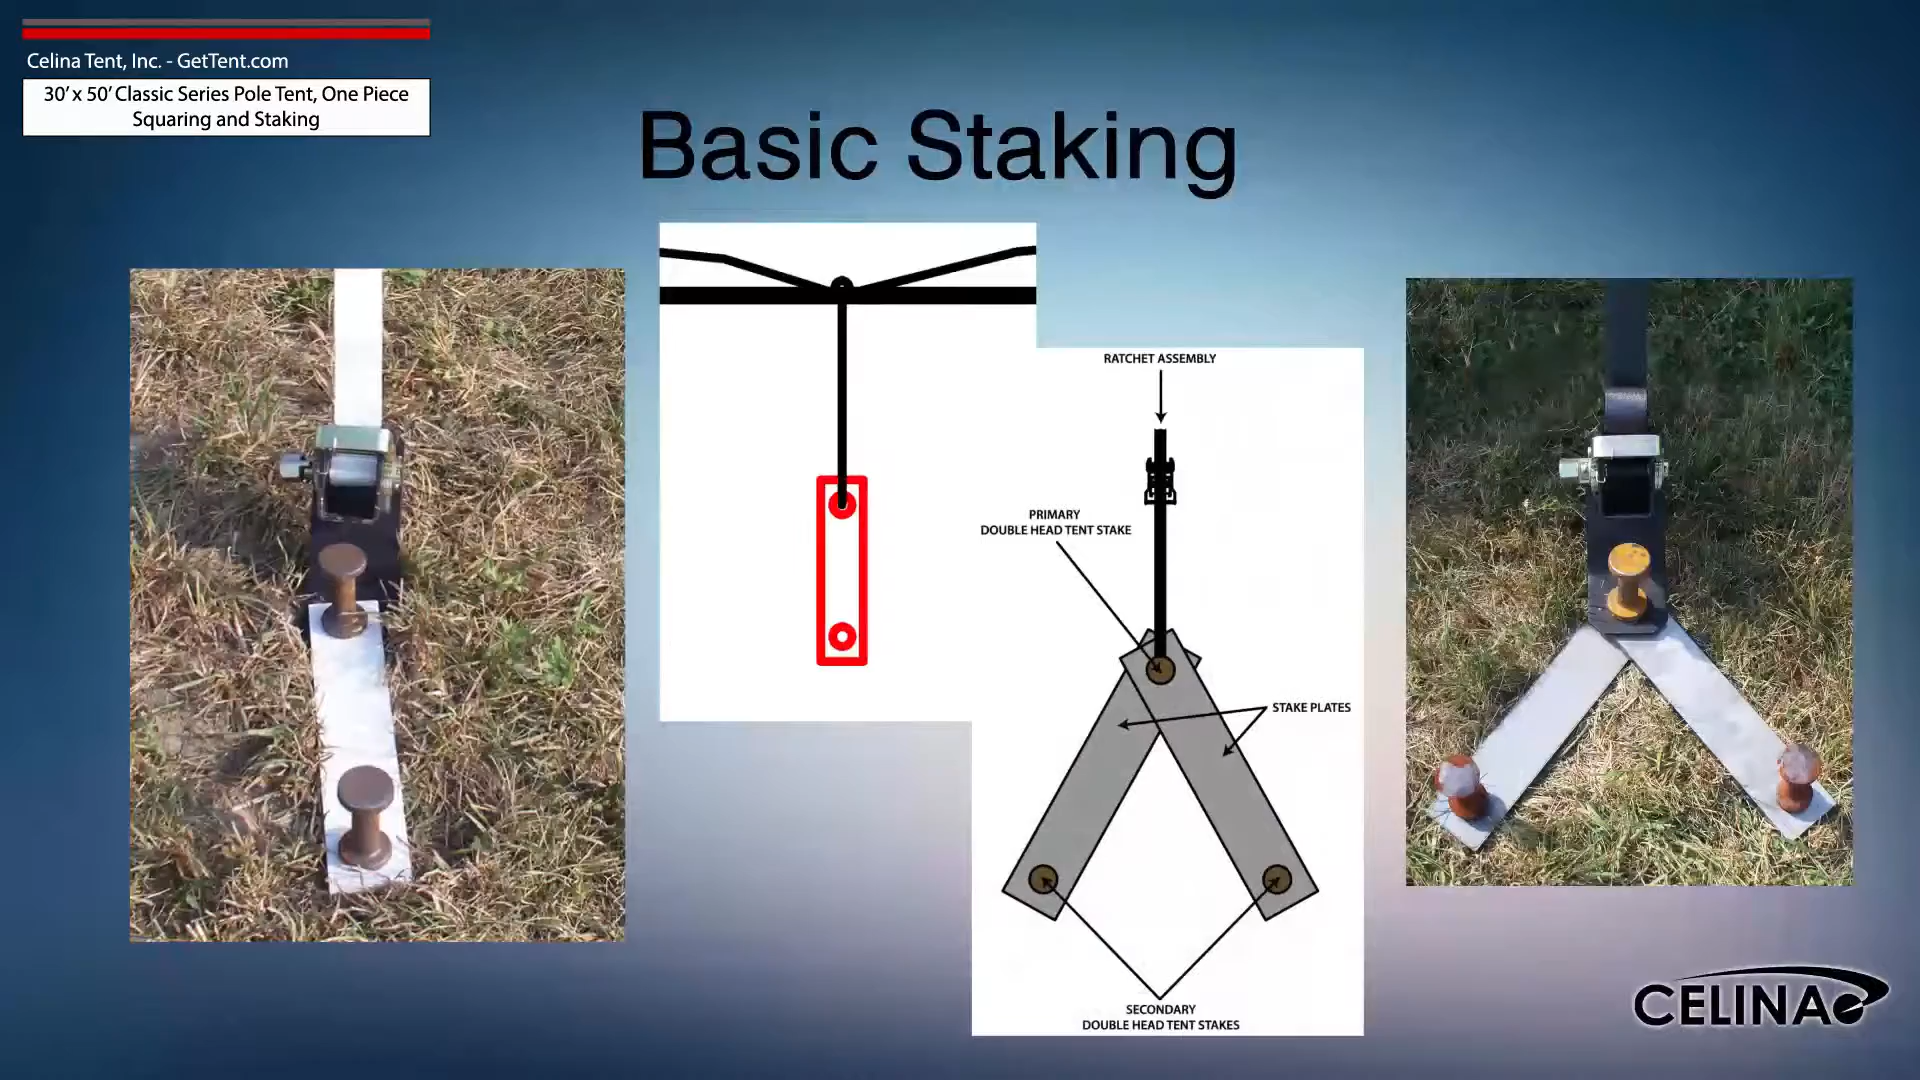 Celina Tent, Inc. - GetTent.com
30’ x 50’ Classic Series Pole Tent, One Piece
Squaring and Staking
Basic Staking
RATCHET ASSEMBLY
PRIMARY
DOUBLE HEAD TENT STAKE
STAKE PLATES
SECONDARY
DOUBLE HEAD TENT STAKES
CELINA